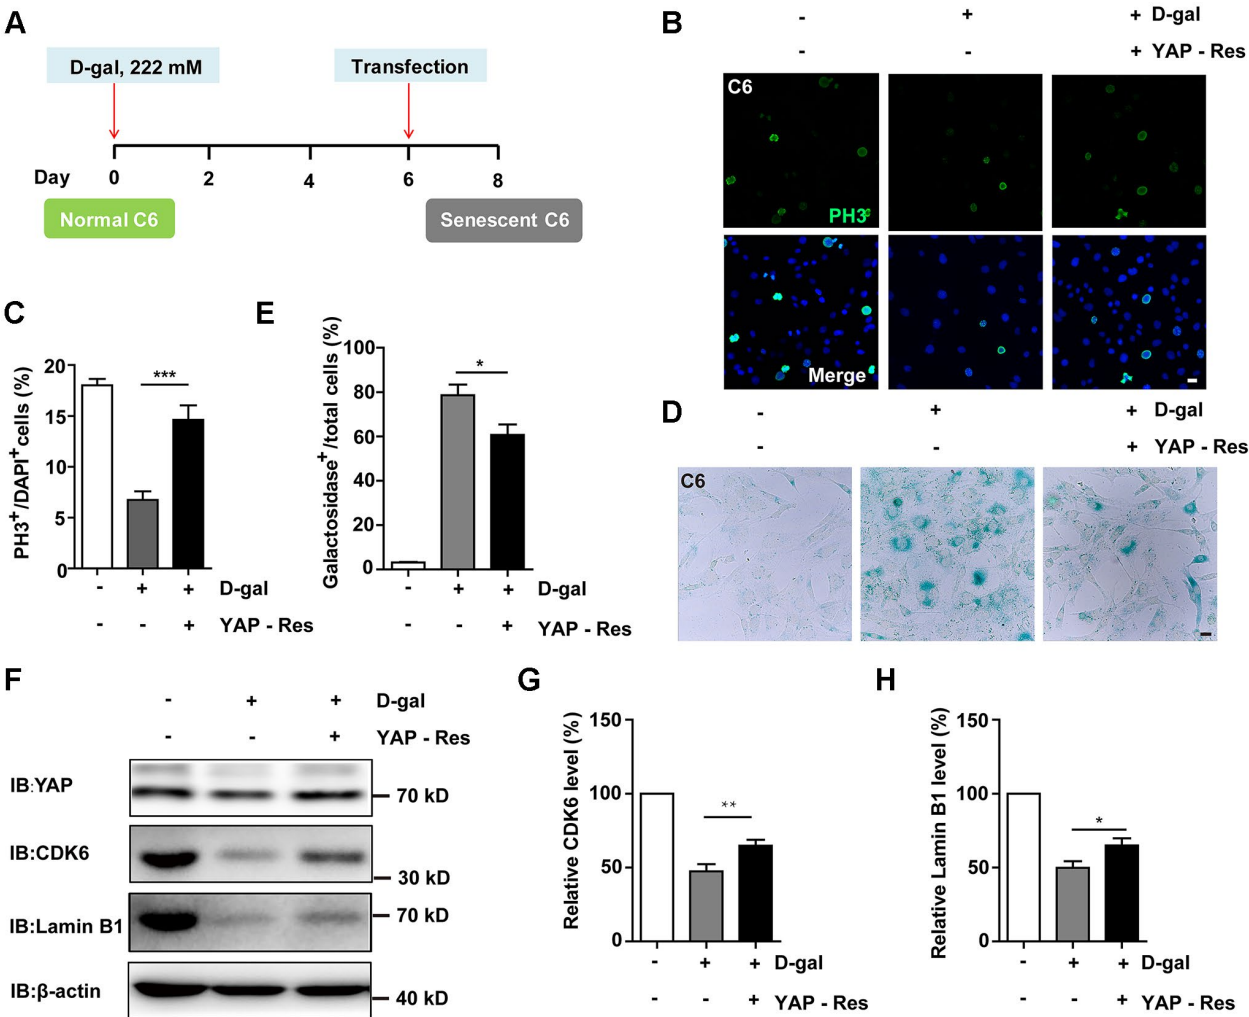 A
D-gal, 222 mM
Transfection
Day
0
2
4
6
8
Normal C6
Senescent C6
B
- + + D-gal
- - + YAP - Res
C6
PH3
Merge
C
PH3+/DAPI+cells (%)
20
15
10
5
0
***
- + + D-gal
- - + YAP - Res
E
Galactosidase+/total cells (%)
100
80
60
40
20
0
*
- + + D-gal
- - + YAP - Res
D
- + + D-gal
- - + YAP - Res
C6
F
- + + D-gal
- - + YAP - Res
IB:YAP
70 kD
IB:CDK6
30 kD
IB:Lamin B1
70 kD
IB:β-actin
40 kD
G
Relative CDK6 level (%)
150
100
50
0
**
- + + D-gal
- - + YAP - Res
H
Relative Lamin B1 level (%)
150
100
50
0
*
- + + D-gal
- - + YAP - Res